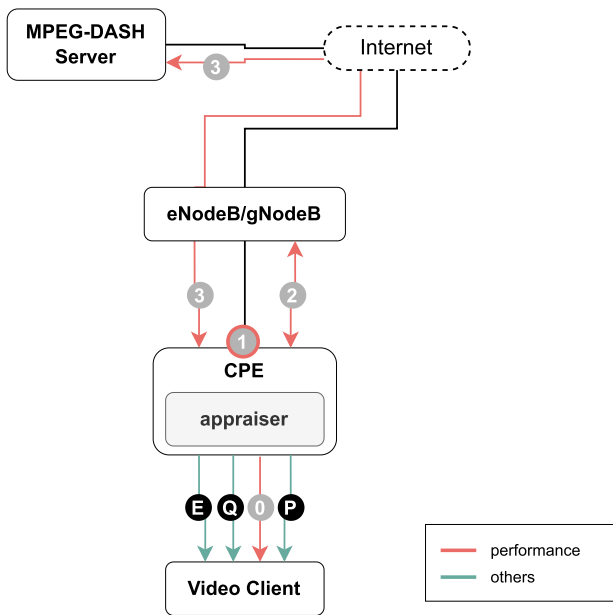 MPEG-DASH
Server
Internet
3
eNodeB/gNodeB
3
2
1
CPE
appraiser
E
Q
0
P
Video Client
performance
others